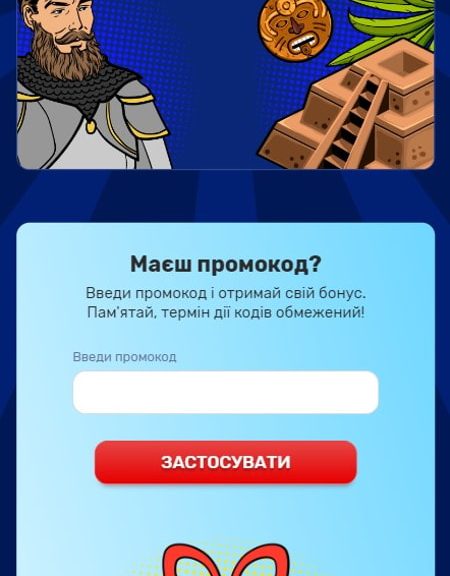 Маєш промокод?
Введи промокод і отримай свій бонус.
Пам'ятай, термін дії кодів обмежений!
Введи промокод
ЗАСТОСУВАТИ